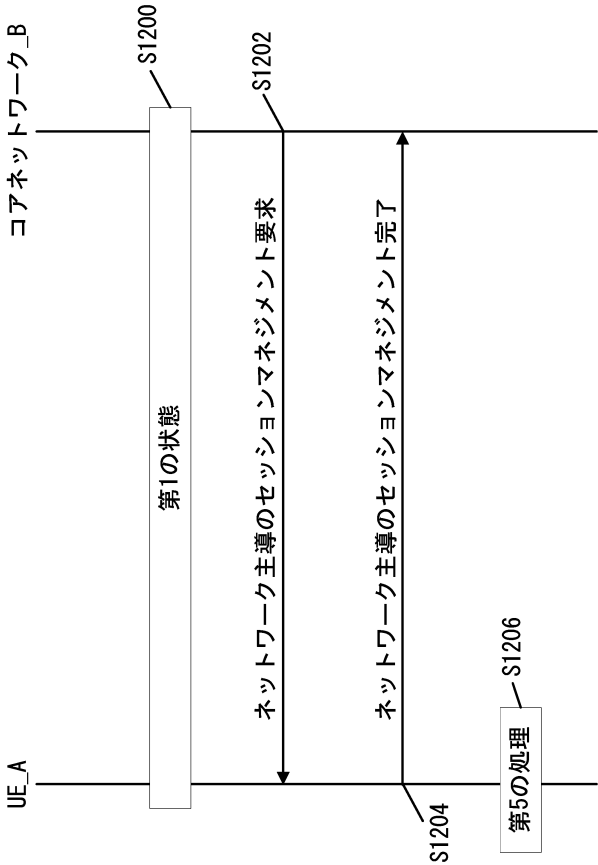 UE_A
コアネットワーク_B
第1の状態
S1200
ネットワーク主導のセッションマネジメント要求
S1202
ネットワーク主導のセッションマネジメント完了
S1204
第5の処理
S1206